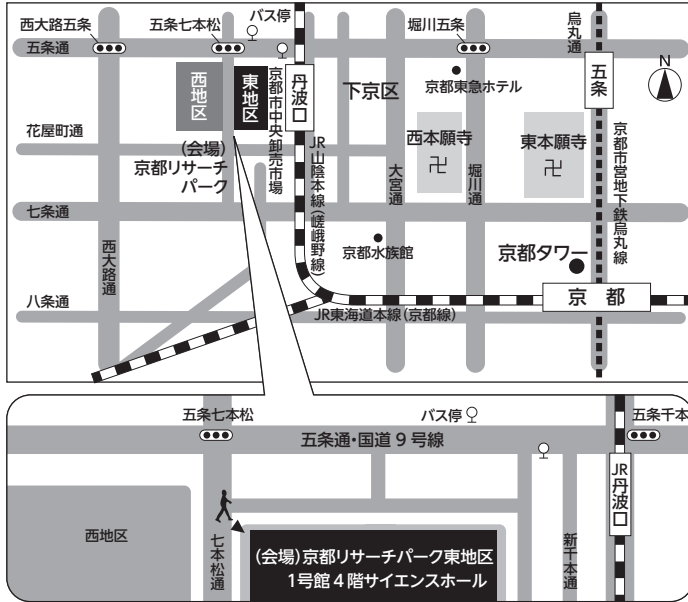 西大路五条
五条七本松
バス停
堀川五条
烏丸通
五条通
五条
N
西地区
東地区
京都市中央卸売市場
丹波口
下京区
京都東急ホテル
花屋町通
(会場)
京都リサーチ
パーク
JR山陰本線(嵯峨野線)
西本願寺
卍
東本願寺
卍
京都市営地下鉄烏丸線
大宮通
堀川通
七条通
西大路通
京都水族館
京都タワー
八条通
京都
JR東海道本線(京都線)
五条七本松
バス停
五条千本
五条通・国道9号線
JR丹波口
西地区
七本松通
(会場)京都リサーチパーク東地区
1号館4階サイエンスホール
新千本通